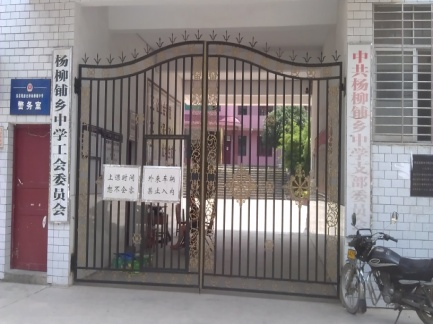 杨柳铺乡中学工会委员会
警务室
上课时间
恕不会客
外来车辆
禁止入内
中共杨柳铺乡中学支部委员